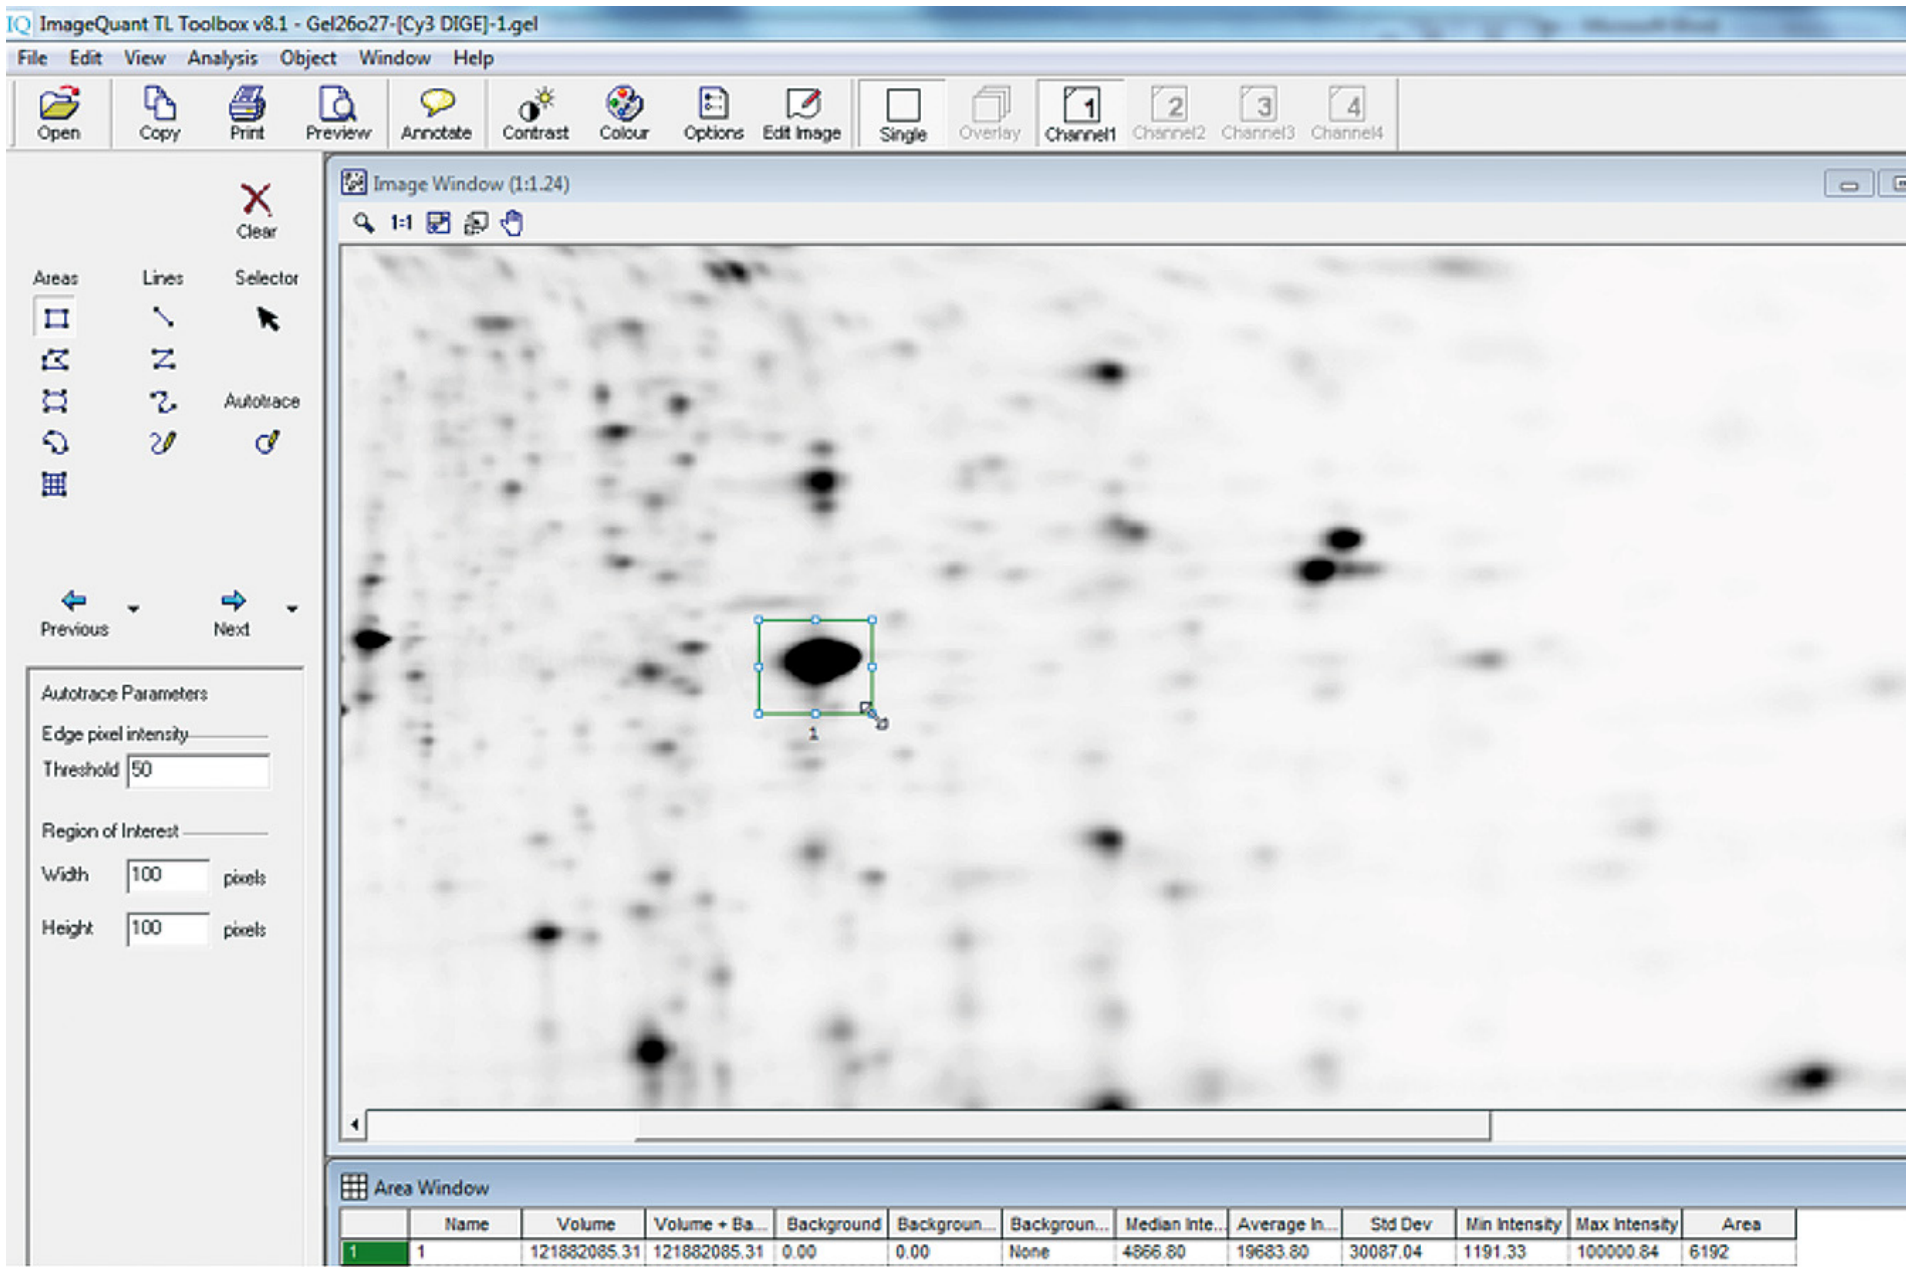 IQ ImageQuant TL Toolbox v8.1 - Gel26o27-[Cy3 DIGE]-1.gel
File Edit View Analysis Object Window Help
Open Copy Print Preview Annotate Contrast Colour Options Edit Image Single Overlay 1 Channel1 2 Channel2 3 Channel3 4 Channel4
Clear
Areas Lines Selector
Autotrace
Previous Next
Autotrace Parameters
Edge pixel intensity
Threshold 50
Region of Interest
Width 100 pixels
Height 100 pixels
Image Window (1:1.24)
1:1
1
Area Window
Name Volume Volume + Ba... Background Backgroun... Backgroun... Median Inte... Average In... Std Dev Min Intensity Max Intensity Area
1 1 121882085.31 121882085.31 0.00 0.00 None 4866.80 19683.80 30087.04 1191.33 100000.84 6192